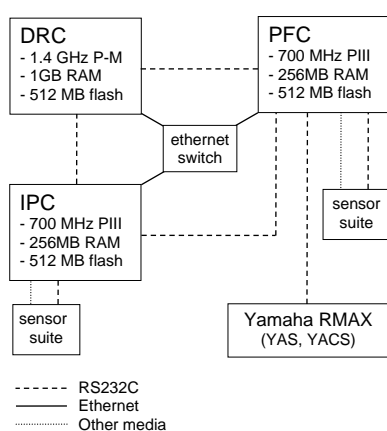 DRC
- 1.4 GHz P-M
- 1GB RAM
- 512 MB flash
PFC
- 700 MHz PIII
- 256MB RAM
- 512 MB flash
ethernet
switch
IPC
- 700 MHz PIII
- 256MB RAM
- 512 MB flash
sensor
suite
sensor
suite
Yamaha RMAX
(YAS, YACS)
RS232C
Ethernet
Other media